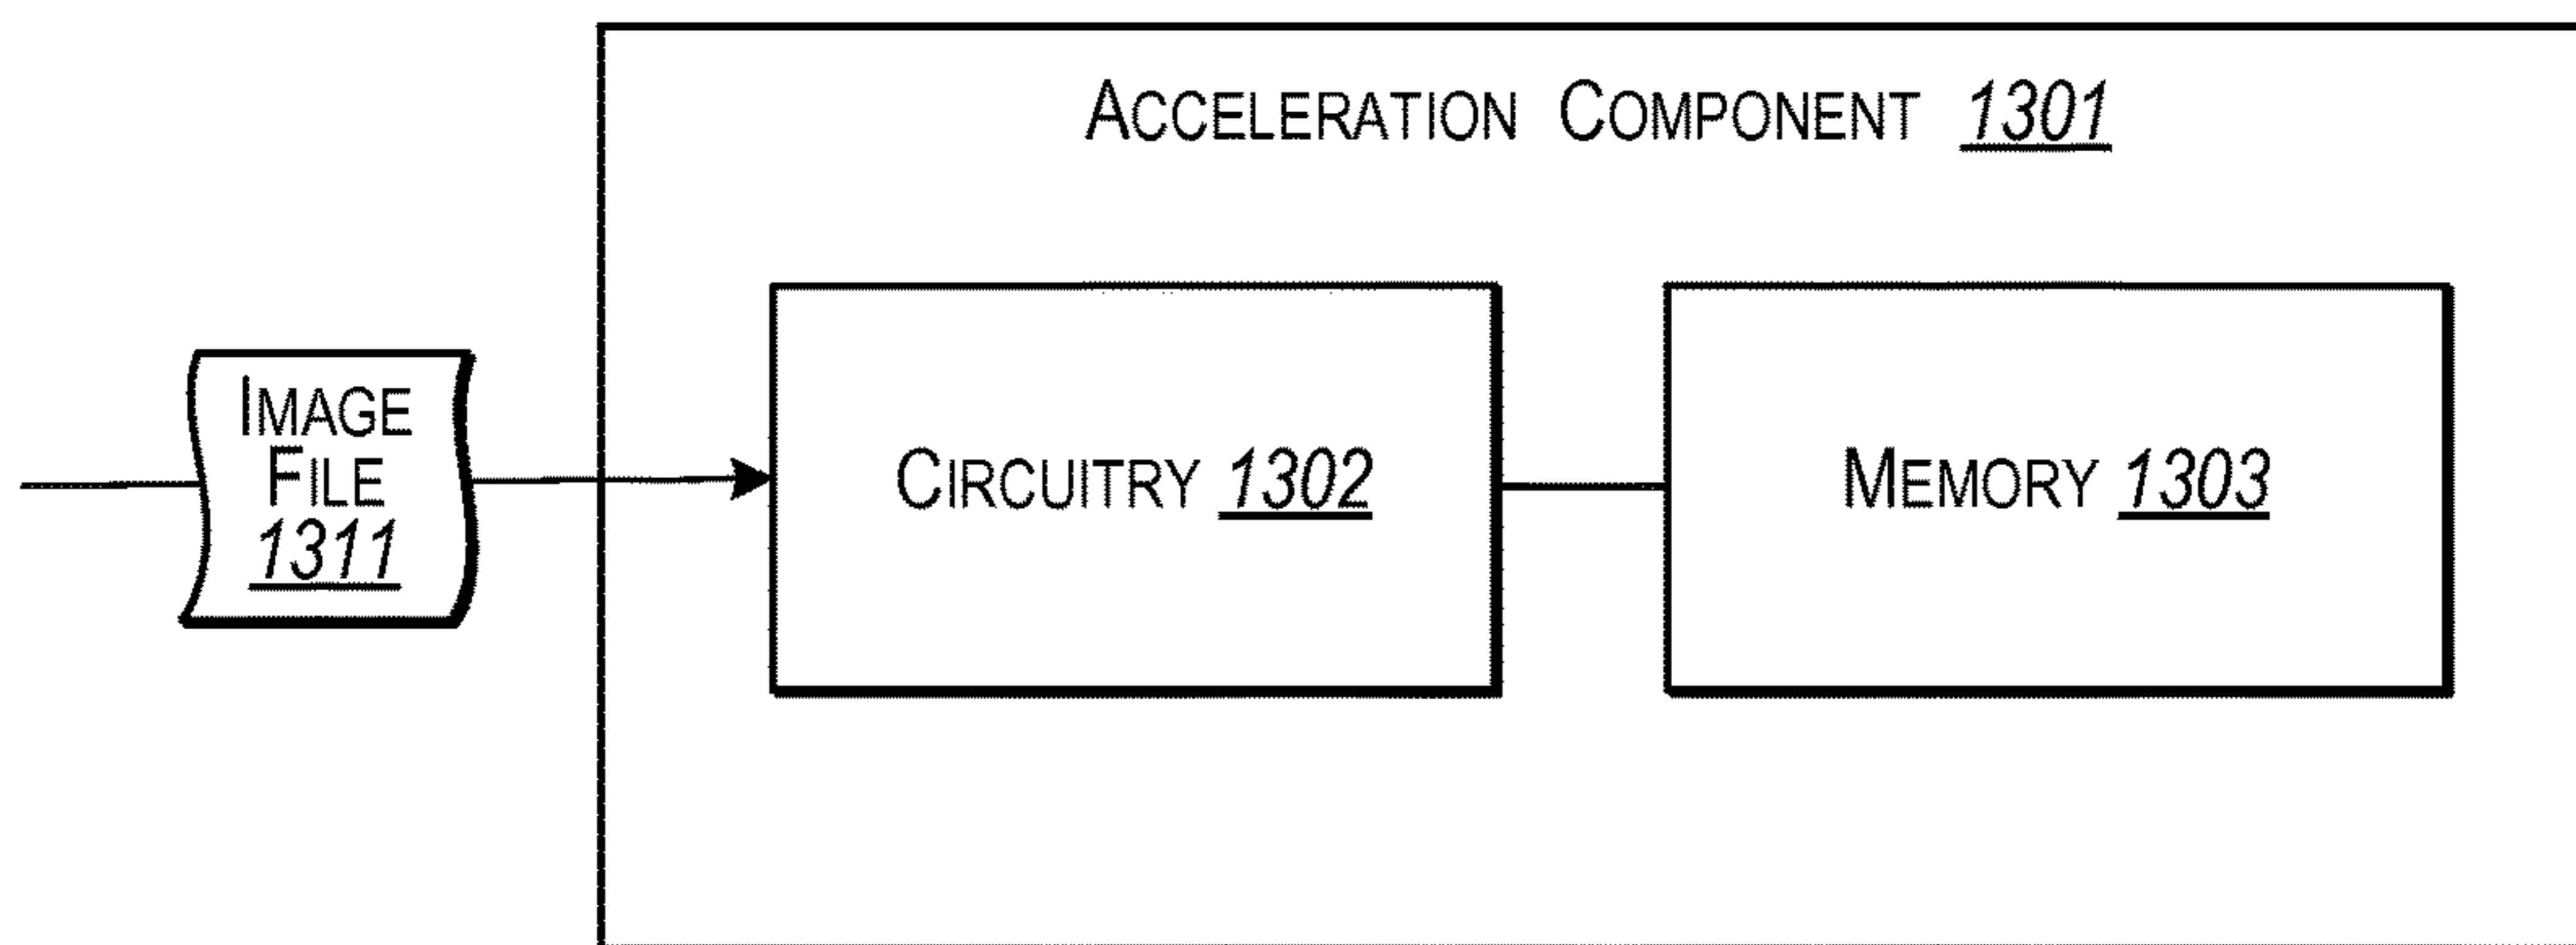 ACCELERATION COMPONENT 1301
IMAGE
FILE
1311
CIRCUITRY 1302
MEMORY 1303